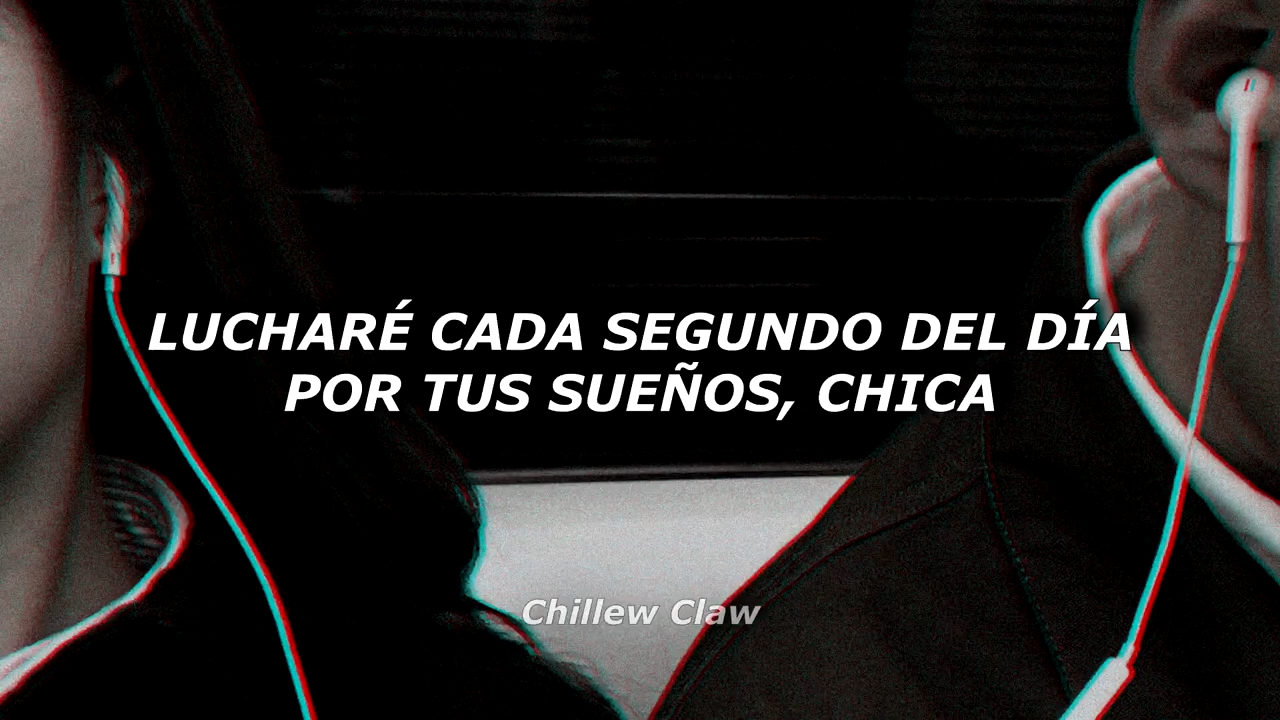 LUCHARÉ CADA SEGUNDO DEL DÍA
POR TUS SUEÑOS, CHICA
Chillew Claw